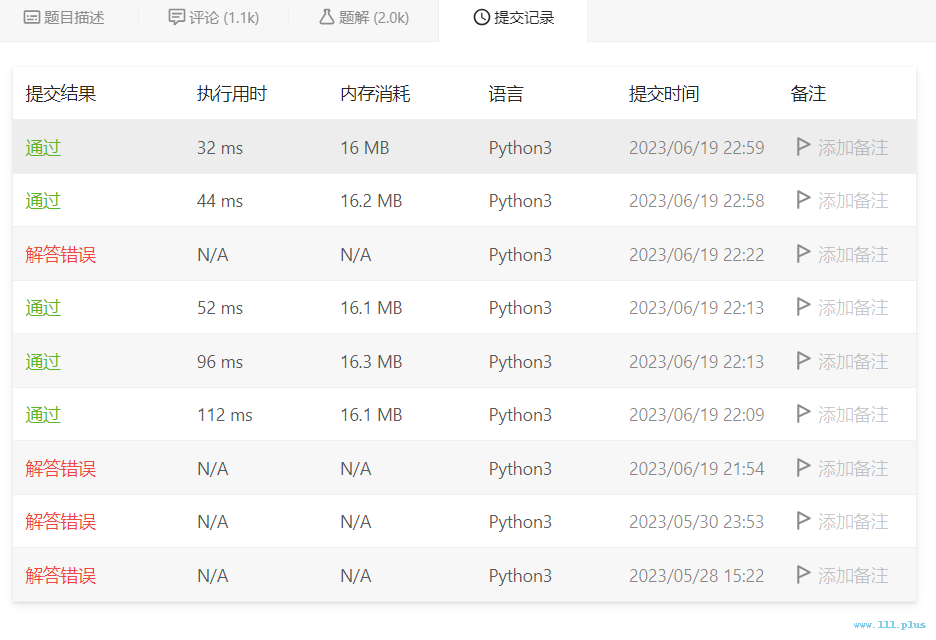 题目描述 评论 (1.1k) 题解 (2.0k) 提交记录
提交结果 执行用时 内存消耗 语言 提交时间 备注
通过 32 ms 16 MB Python3 2023/06/19 22:59 添加备注
通过 44 ms 16.2 MB Python3 2023/06/19 22:58 添加备注
解答错误 N/A N/A Python3 2023/06/19 22:22 添加备注
通过 52 ms 16.1 MB Python3 2023/06/19 22:13 添加备注
通过 96 ms 16.3 MB Python3 2023/06/19 22:13 添加备注
通过 112 ms 16.1 MB Python3 2023/06/19 22:09 添加备注
解答错误 N/A N/A Python3 2023/06/19 21:54 添加备注
解答错误 N/A N/A Python3 2023/05/30 23:53 添加备注
解答错误 N/A N/A Python3 2023/05/28 15:22 添加备注
www.111.plus